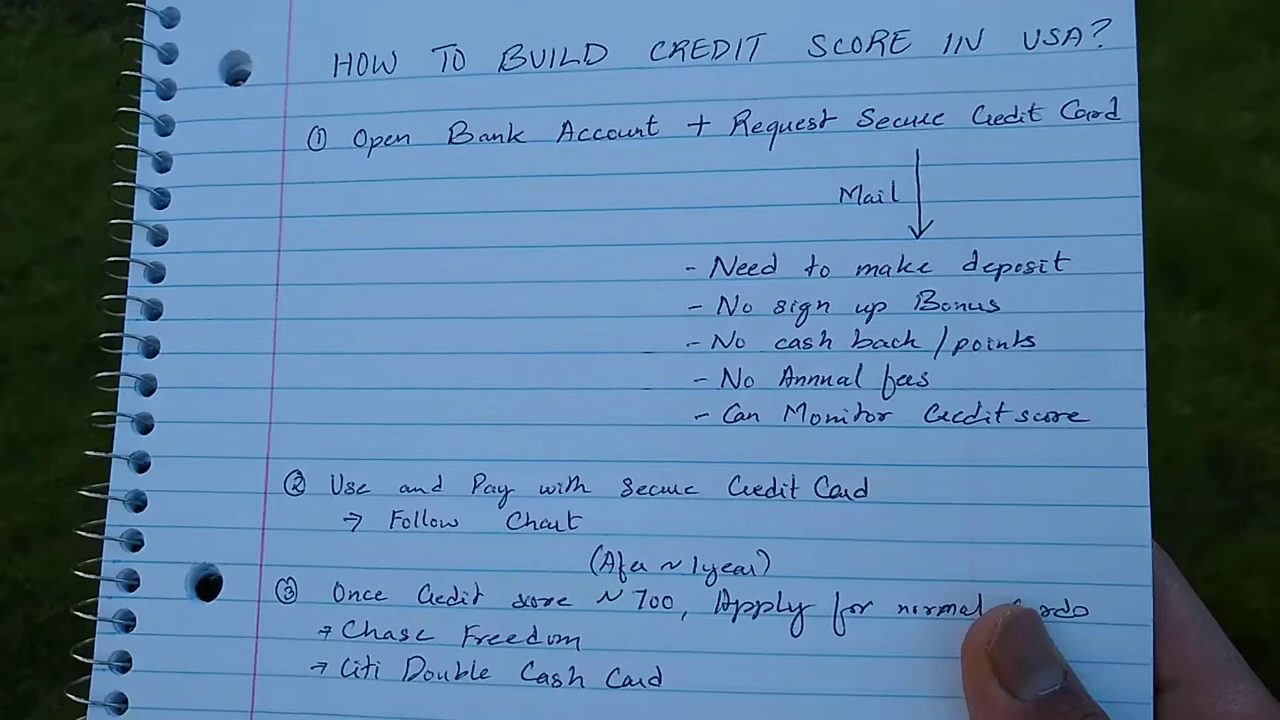 HOW TO BUILD CREDIT SCORE IN USA?
① Open Bank Account + Request Secure Credit Card
Mail
- Need to make deposit
- No sign up Bonus
- No cash back / points
- No Annual fees
- Can Monitor Credit score
② Use and Pay with Secure Credit Card
→ Follow Chart
(Afer ~ 1 year)
③ Once Credit score ~ 700, Apply for normal
→ Chase Freedom
→ Citi Double Cash Card